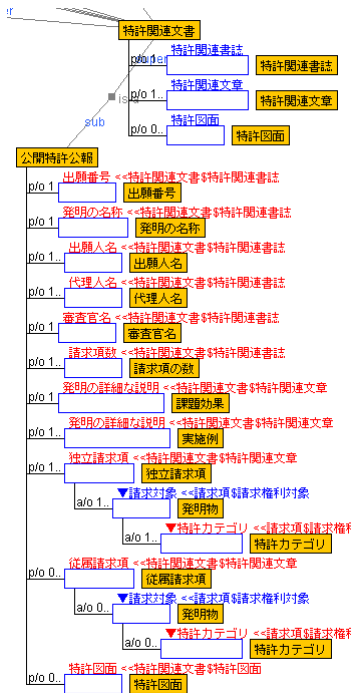 er
特許関連文書
特許関連書誌
p/o 1.. super 特許関連書誌
特許関連文章
p/o 1.. 特許関連文章
is a
sub
特許図面
p/o 0.. 特許図面
公開特許公報
出願番号 <<特許関連文書$特許関連書誌
p/o 1 出願番号
発明の名称 <<特許関連文書$特許関連書誌
p/o 1 発明の名称
出願人名 <<特許関連文書$特許関連書誌
p/o 1.. 出願人名
代理人名 <<特許関連文書$特許関連書誌
p/o 1.. 代理人名
審査官名 <<特許関連文書$特許関連書誌
p/o 1 審査官名
請求項数 <<特許関連文書$特許関連書誌
p/o 1.. 請求項の数
発明の詳細な説明 <<特許関連文書$特許関連文章
p/o 1 課題効果
発明の詳細な説明 <<特許関連文書$特許関連文章
p/o 1.. 実施例
独立請求項 <<特許関連文書$特許関連文章
p/o 1.. 独立請求項
▼請求対象 <<請求項$請求権利対象
a/o 1.. 発明物
▼特許カテゴリ <<請求項$請求権利
a/o 1.. 特許カテゴリ
従属請求項 <<特許関連文書$特許関連文章
p/o 0.. 従属請求項
▼請求対象 <<請求項$請求権利対象
a/o 0.. 発明物
▼特許カテゴリ <<請求項$請求権利
a/o 0.. 特許カテゴリ
特許図面 <<特許関連文書$特許図面
p/o 0.. 特許図面